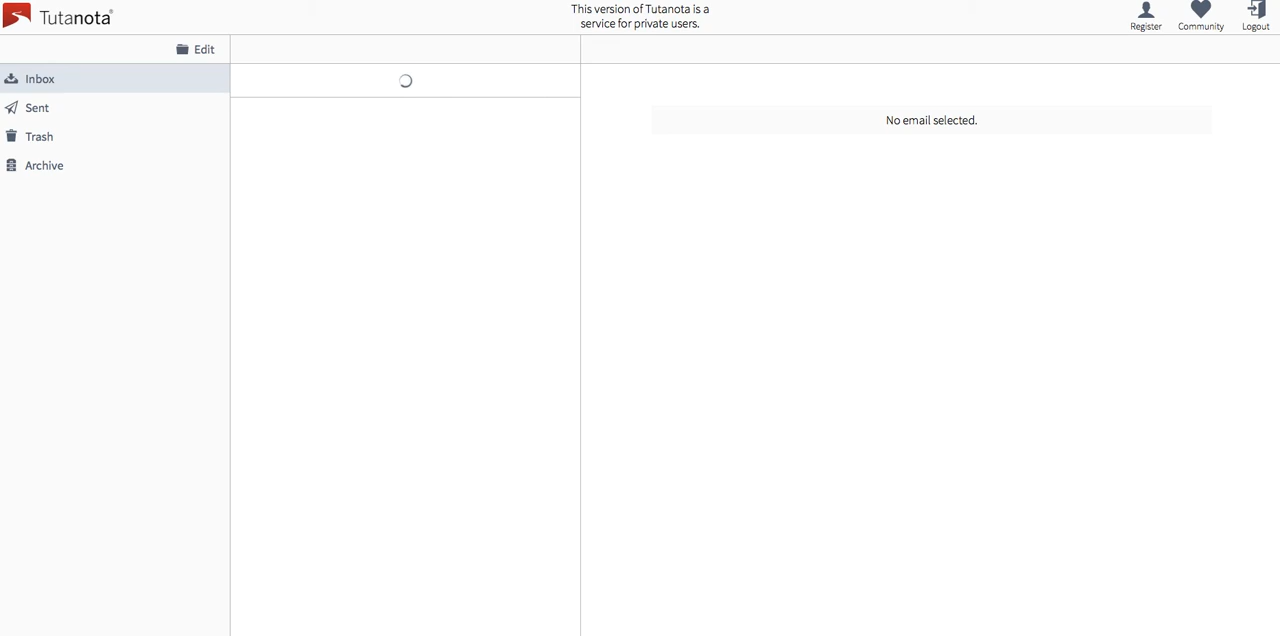 Tutanota®
This version of Tutanota is a
service for private users.
Register
Community
Logout
Edit
Inbox
Sent
Trash
Archive
No email selected.